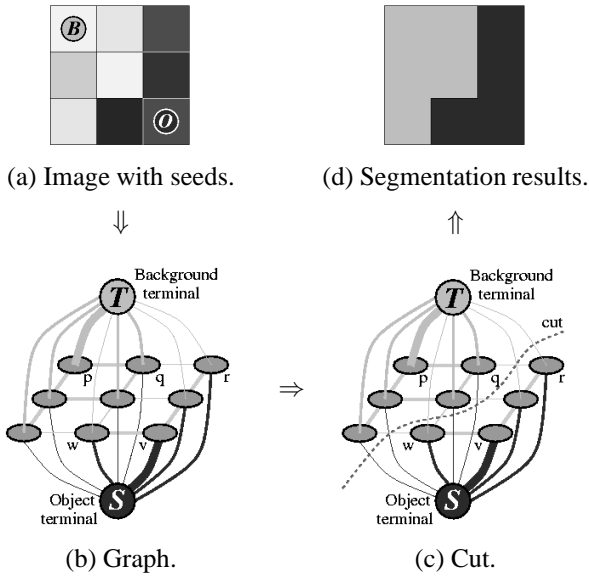 B
O
(a) Image with seeds.
(d) Segmentation results.
⇓
⇑
T
Background
terminal
p
q
r
w
v
Object
terminal
S
(b) Graph.
⇒
T
Background
terminal
cut
p
q
r
w
v
Object
terminal
S
(c) Cut.